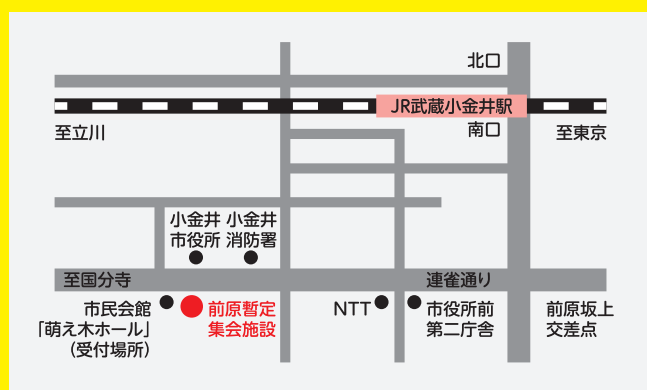 北口
JR武蔵小金井駅
至立川
南口
至東京
小金井
市役所
小金井
消防署
至国分寺
連雀通り
市民会館
「萌え木ホール」
(受付場所)
前原暫定
集会施設
NTT
市役所前
第二庁舎
前原坂上
交差点